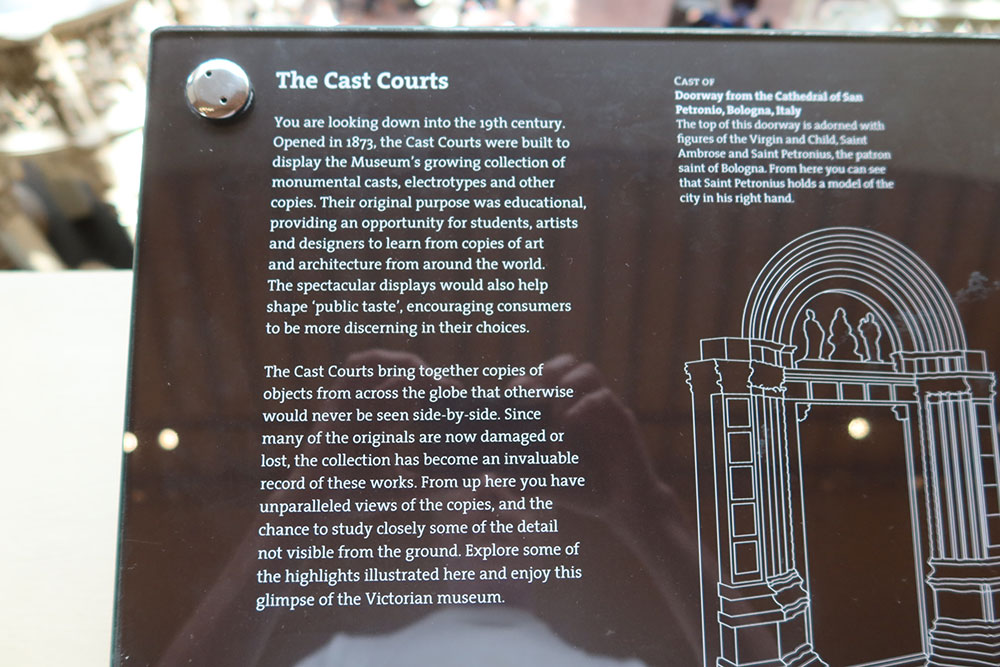 The Cast Courts
You are looking down into the 19th century.
Opened in 1873, the Cast Courts were built to
display the Museum's growing collection of
monumental casts, electrotypes and other
copies. Their original purpose was educational,
providing an opportunity for students, artists
and designers to learn from copies of art
and architecture from around the world.
The spectacular displays would also help
shape ‘public taste’, encouraging consumers
to be more discerning in their choices.
The Cast Courts bring together copies of
objects from across the globe that otherwise
would never be seen side-by-side. Since
many of the originals are now damaged or
lost, the collection has become an invaluable
record of these works. From up here you have
unparalleled views of the copies, and the
chance to study closely some of the detail
not visible from the ground. Explore some of
the highlights illustrated here and enjoy this
glimpse of the Victorian museum.
CAST OF
Doorway from the Cathedral of San
Petronio, Bologna, Italy
The top of this doorway is adorned with
figures of the Virgin and Child, Saint
Ambrose and Saint Petronius, the patron
saint of Bologna. From here you can see
that Saint Petronius holds a model of the
city in his right hand.